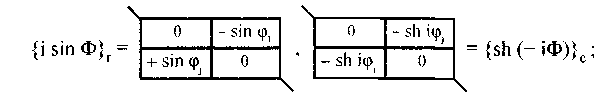 {i sin Φ}ᵣ = | 0 | − sin φⱼ | + sin φⱼ | 0 | . | 0 | − sh iφⱼ | − sh iφⱼ | 0 | = {sh (− iΦ)}꜀ ;